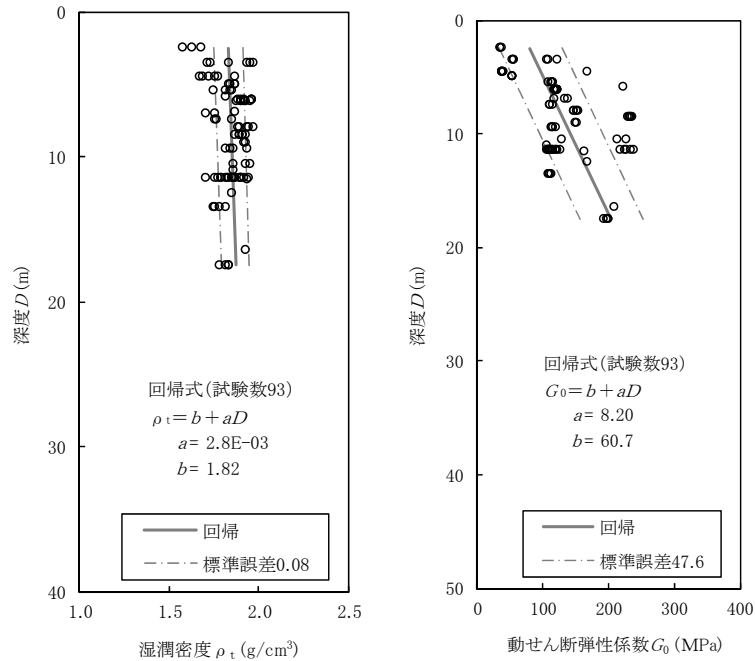 0
10
20
30
40
深度D(m)
回帰式(試験数93)
ρt=b+aD
a= 2.8E-03
b= 1.82
回帰
標準誤差0.08
1.0
1.5
2.0
2.5
湿潤密度 ρt (g/cm³)
0
10
20
30
40
50
深度D(m)
回帰式(試験数93)
G₀=b+aD
a= 8.20
b= 60.7
回帰
標準誤差47.6
0
100
200
300
400
動せん断弾性係数G₀ (MPa)